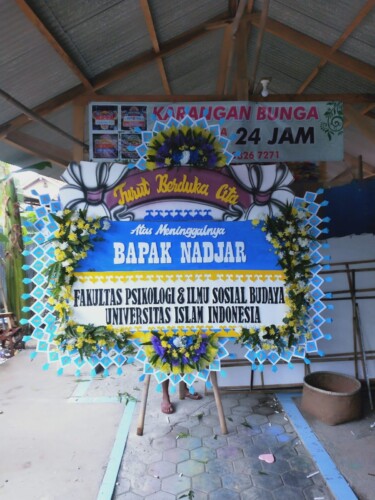 KARANGAN BUNGA
24 JAM
7271
Turut Berduka Cita
Atas Meninggalnya
BAPAK NADJAR
FAKULTAS PSIKOLOGI & ILMU SOSIAL BUDAYA
UNIVERSITAS ISLAM INDONESIA